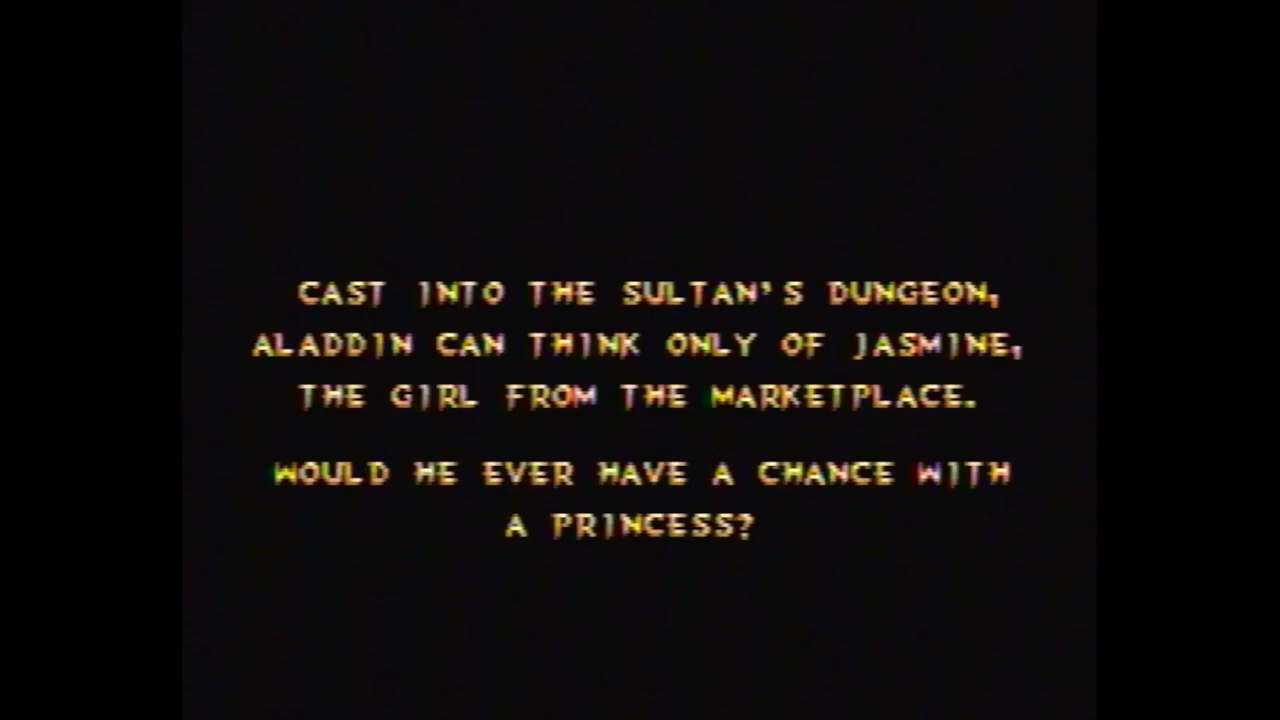 CAST INTO THE SULTAN'S DUNGEON,
ALADDIN CAN THINK ONLY OF JASMINE,
THE GIRL FROM THE MARKETPLACE.
WOULD HE EVER HAVE A CHANCE WITH
A PRINCESS?